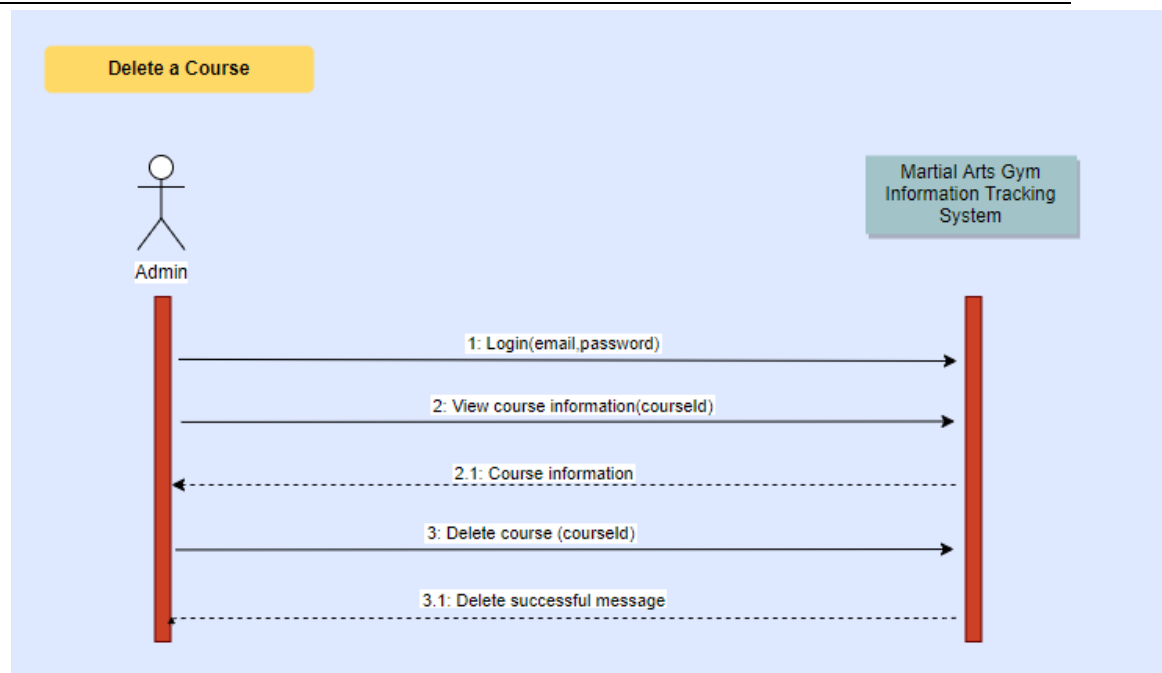 Delete a Course
Martial Arts Gym
Information Tracking
System
Admin
1: Login(email,password)
2: View course information(courseId)
2.1: Course information
3: Delete course (courseId)
3.1: Delete successful message